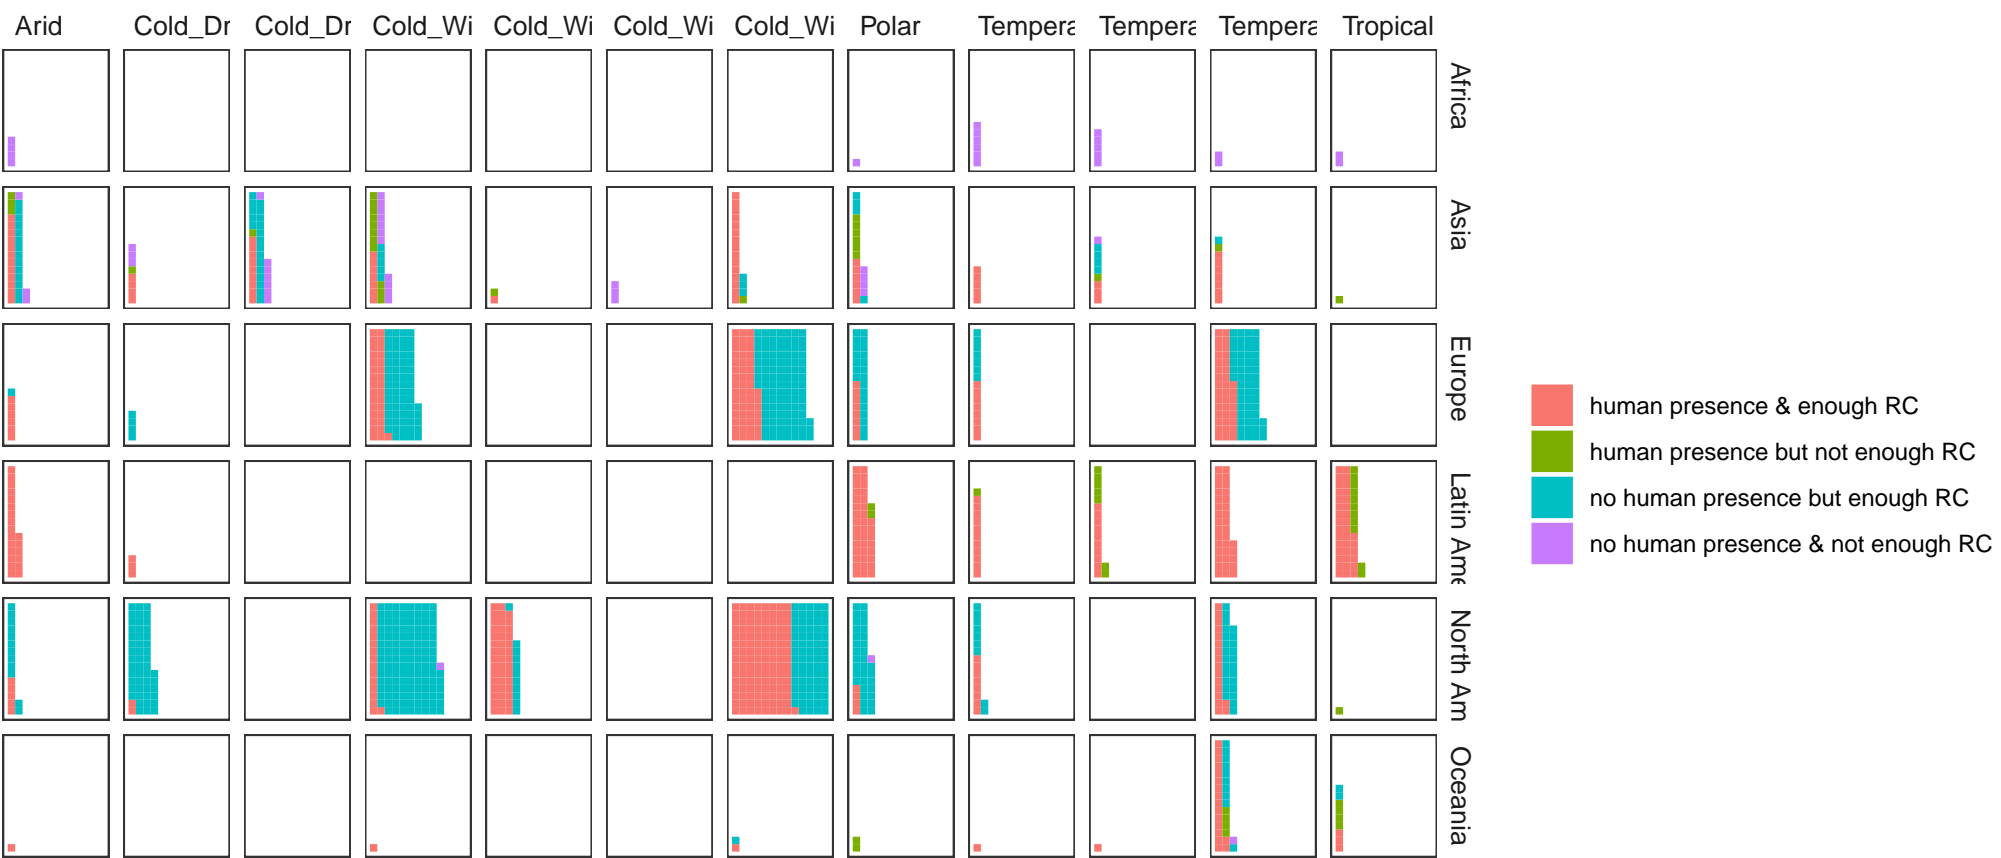 Arid
Cold_Dr
Cold_Dr
Cold_Wi
Cold_Wi
Cold_Wi
Cold_Wi
Polar
Tempera
Tempera
Tempera
Tropical
Africa
Asia
Europe
Latin Ame
North Am
Oceania
human presence & enough RC
human presence but not enough RC
no human presence but enough RC
no human presence & not enough RC